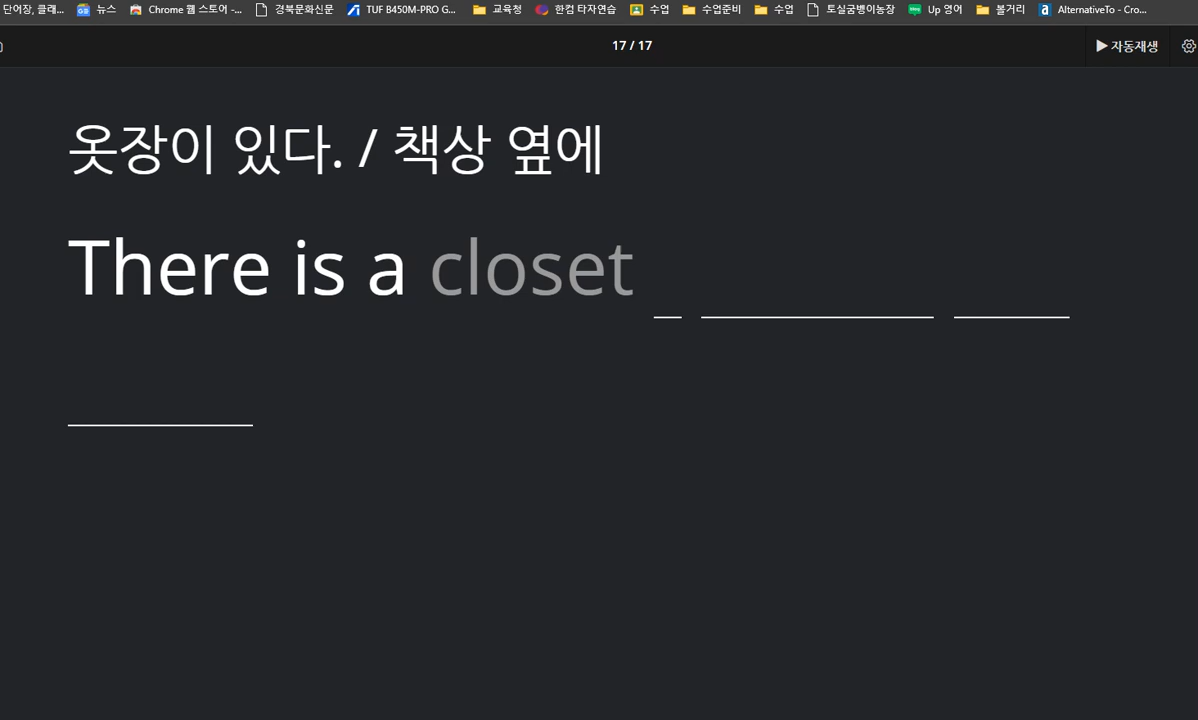 단어장, 클래... 뉴스 Chrome 웹 스토어 -... 경북문화신문 TUF B450M-PRO G... 교육청 한컴 타자연습 수업 수업준비 수업 토실굼벵이농장 Up 영어 볼거리 AlternativeTo - Cro...
17 / 17 ▶ 자동재생
옷장이 있다. / 책상 옆에
There is a closet